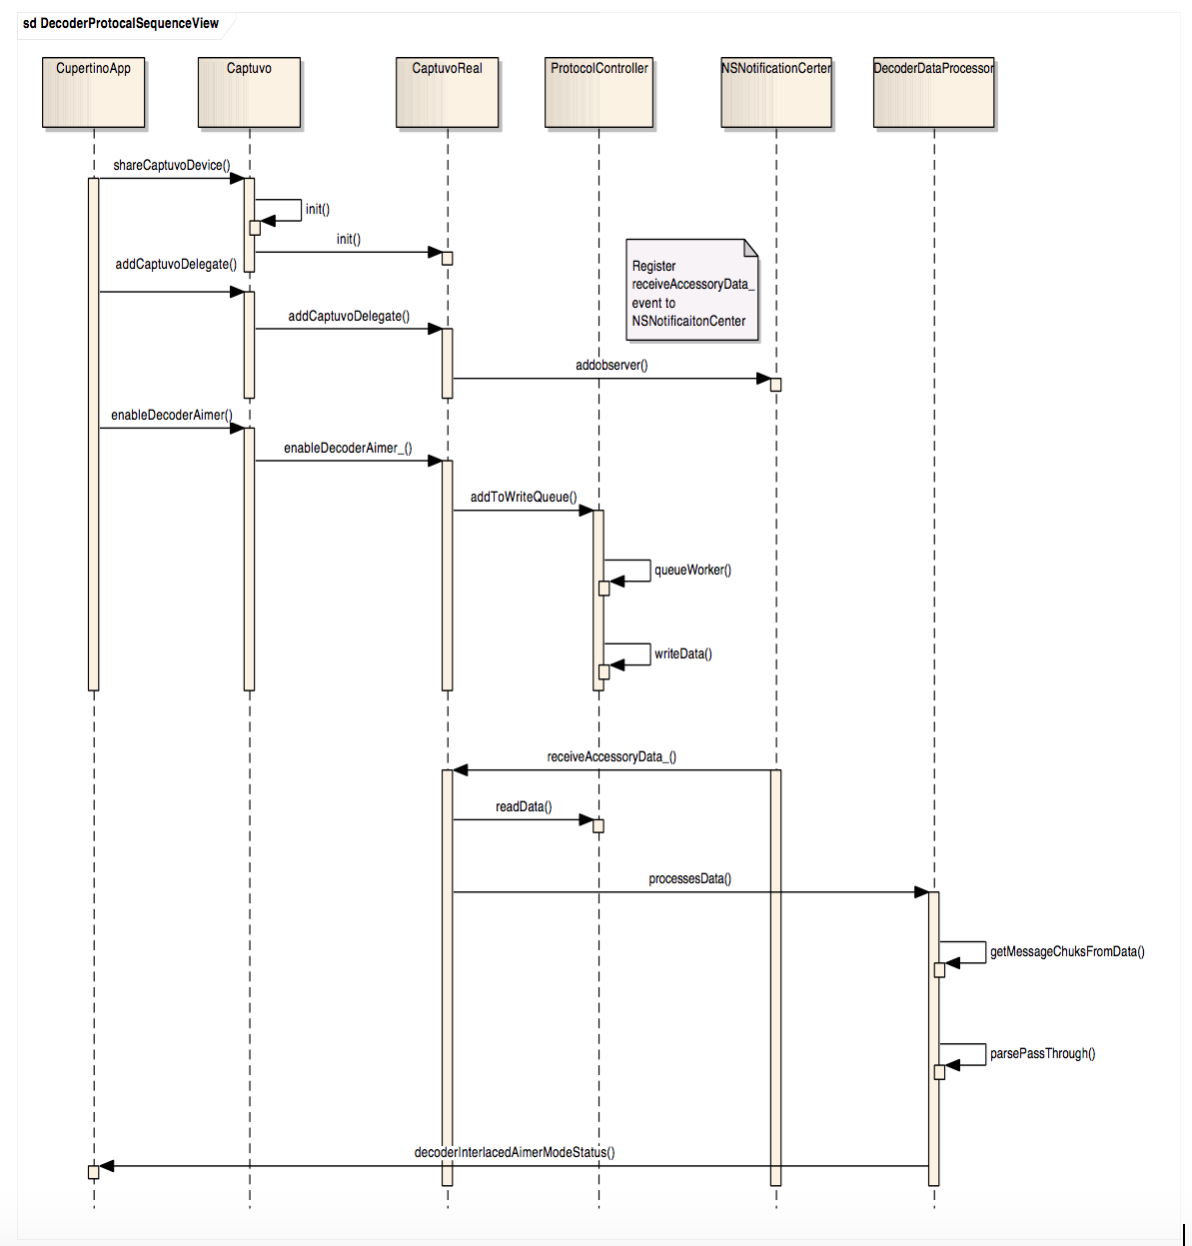 sd DecoderProtocalSequenceView
CupertinoApp
Captuvo
CaptuvoReal
ProtocolController
NSNotificationCerter
DecoderDataProcessor
shareCaptuvoDevice()
init()
init()
addCaptuvoDelegate()
Register
receiveAccessoryData_
event to
NSNotificaitonCenter
addCaptuvoDelegate()
addobserver()
enableDecoderAimer()
enableDecoderAimer_()
addToWriteQueue()
queueWorker()
writeData()
receiveAccessoryData_()
readData()
processesData()
getMessageChuksFromData()
parsePassThrough()
decoderInterlacedAimerModeStatus()